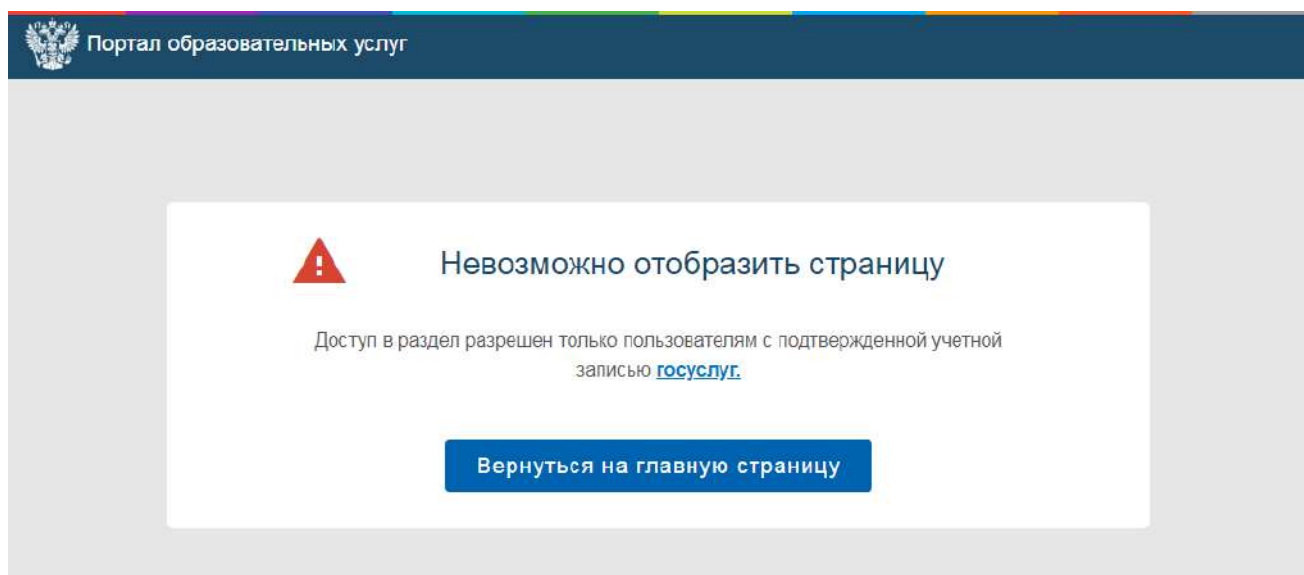 Портал образовательных услуг
Невозможно отобразить страницу
Доступ в раздел разрешен только пользователям с подтвержденной учетной
записью госуслуг.
Вернуться на главную страницу